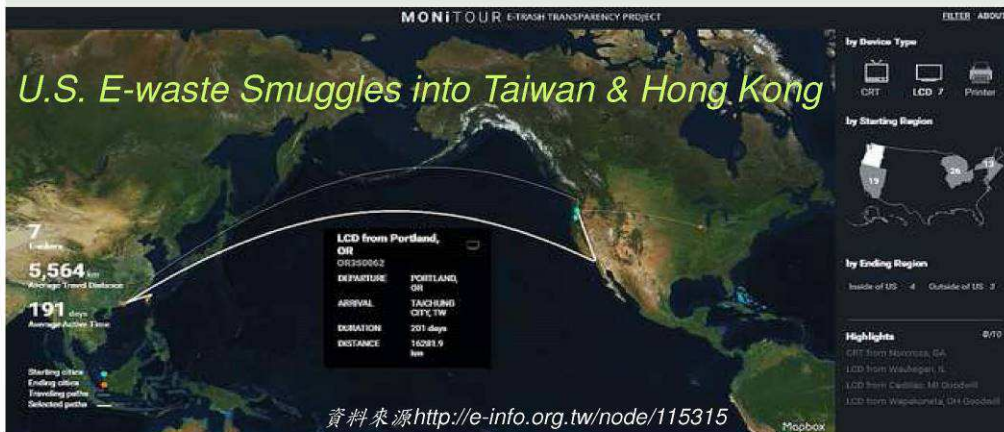 MONiTOUR E-TRASH TRANSPARENCY PROJECT
FILTER ABOUT
U.S. E-waste Smuggles into Taiwan & Hong Kong
7
Trackers
5,564 km
Average Travel Distance
191 days
Average Active Time
Starting cities
Ending cities
Traveling paths
Selected paths
LCD from Portland,
OR
OR350062
DEPARTURE PORTLAND,
OR
ARRIVAL TAICHUNG
CITY, TW
DURATION 201 days
DISTANCE 16281.9
km
資料來源http://e-info.org.tw/node/115315
Mapbox
by Device Type
CRT LCD 7 Printer
by Starting Region
19 26 13
by Ending Region
Inside of US 4 Outside of US 3
Highlights 0/10
CRT from Norcross, GA
LCD from Waukegan, IL
LCD from Cadillac, MI Goodwill
LCD from Wapakoneta, OH Goodwill